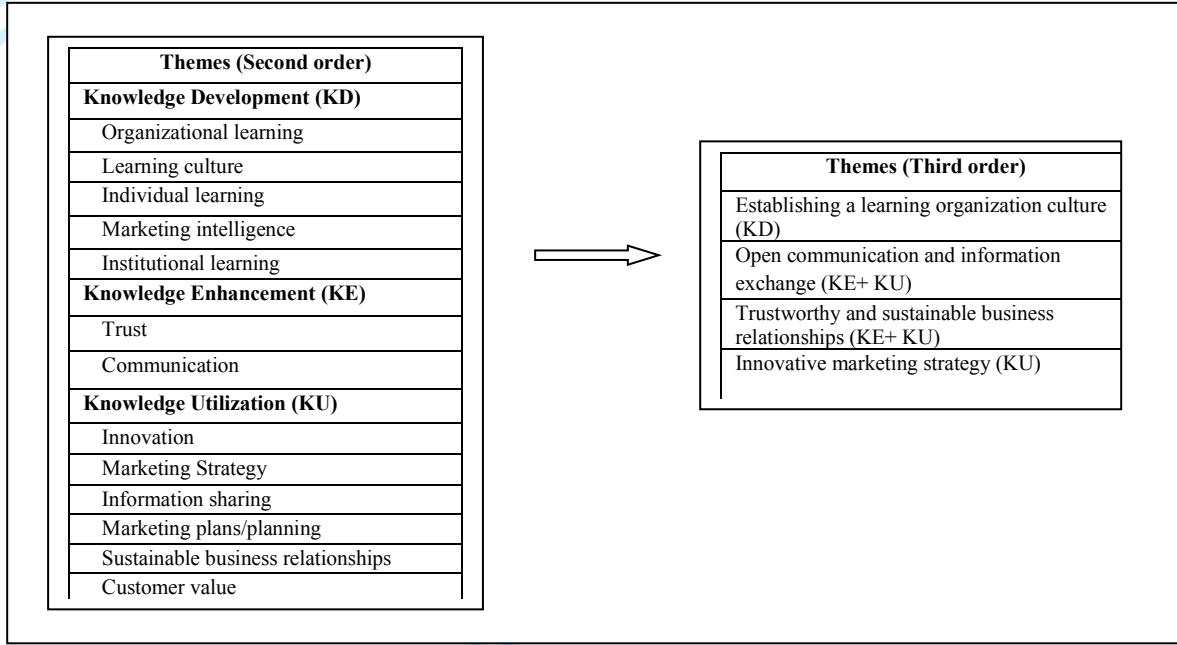 Themes (Second order)
Knowledge Development (KD)
Organizational learning
Learning culture
Individual learning
Marketing intelligence
Institutional learning
Knowledge Enhancement (KE)
Trust
Communication
Knowledge Utilization (KU)
Innovation
Marketing Strategy
Information sharing
Marketing plans/planning
Sustainable business relationships
Customer value
Themes (Third order)
Establishing a learning organization culture
(KD)
Open communication and information
exchange (KE+ KU)
Trustworthy and sustainable business
relationships (KE+ KU)
Innovative marketing strategy (KU)